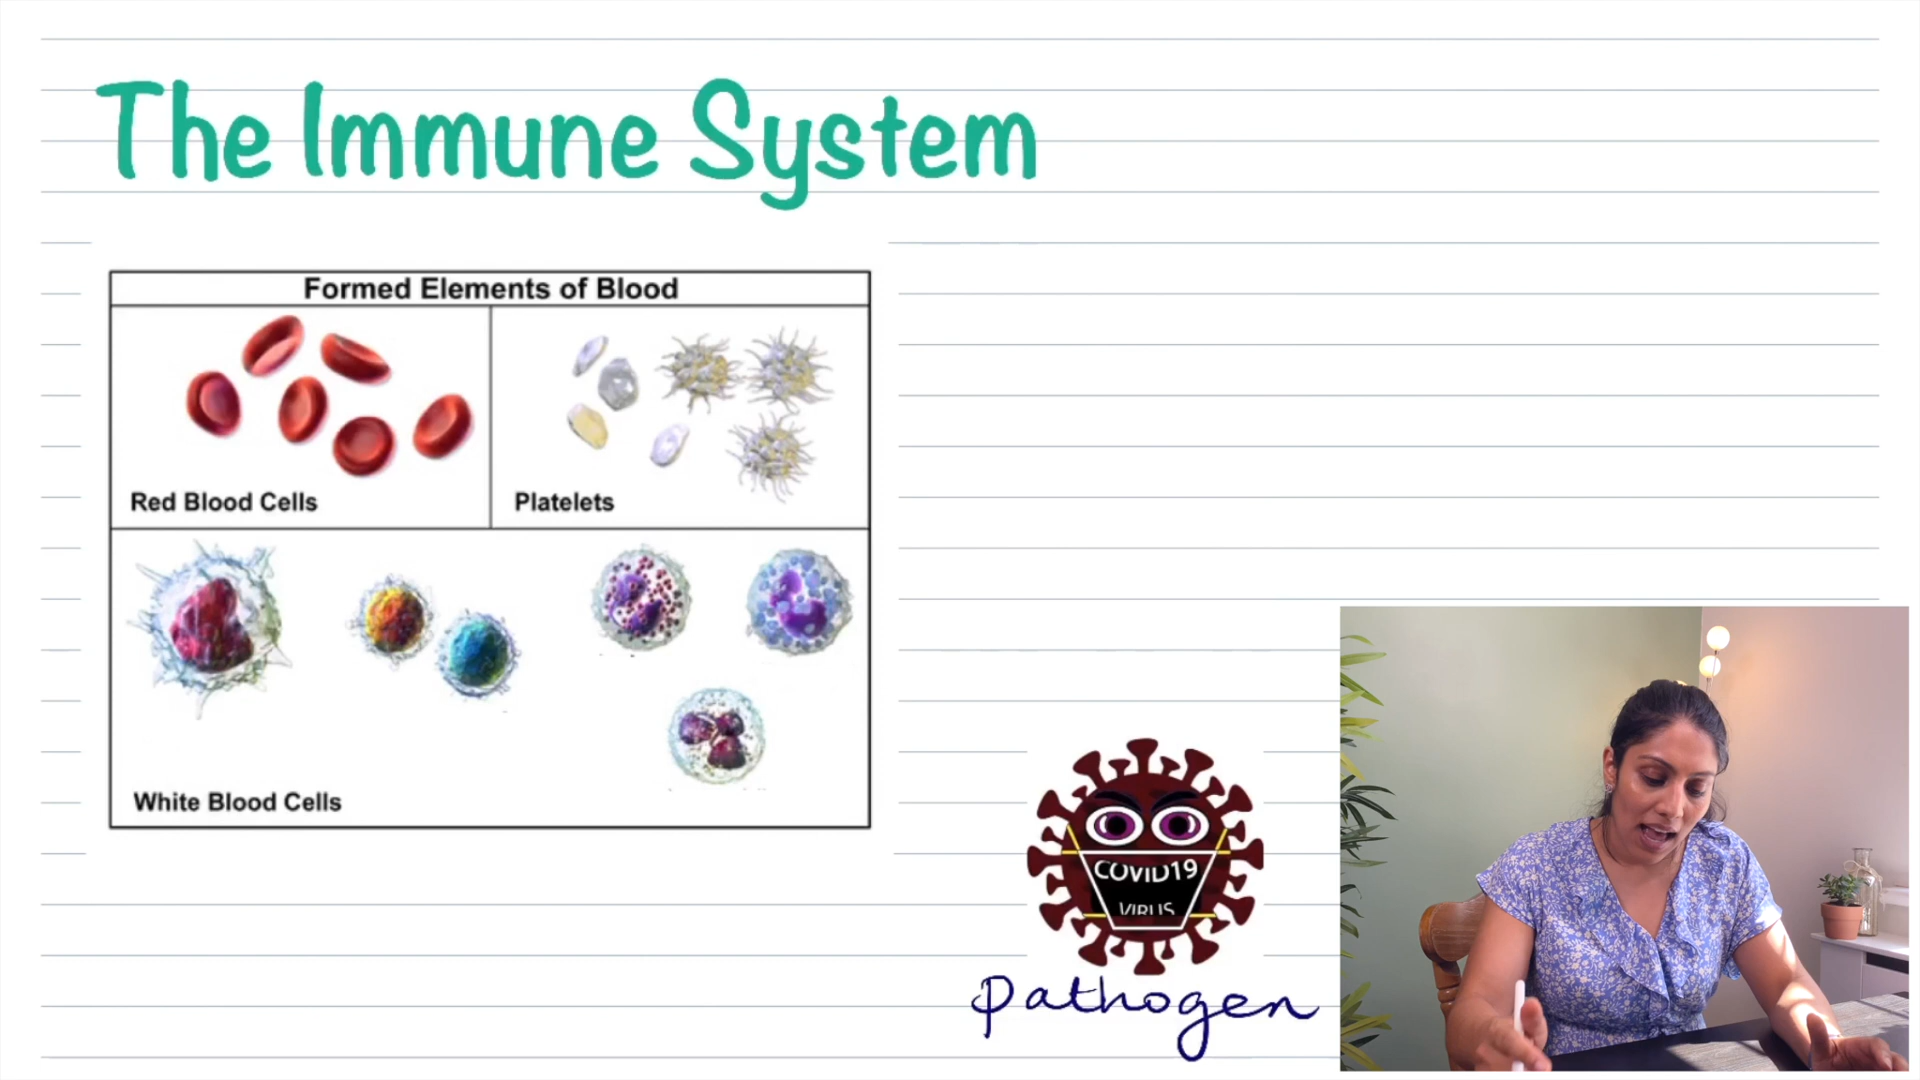 The Immune System
Formed Elements of Blood
Red Blood Cells
Platelets
White Blood Cells
COVID19
VIRUS
Pathogen